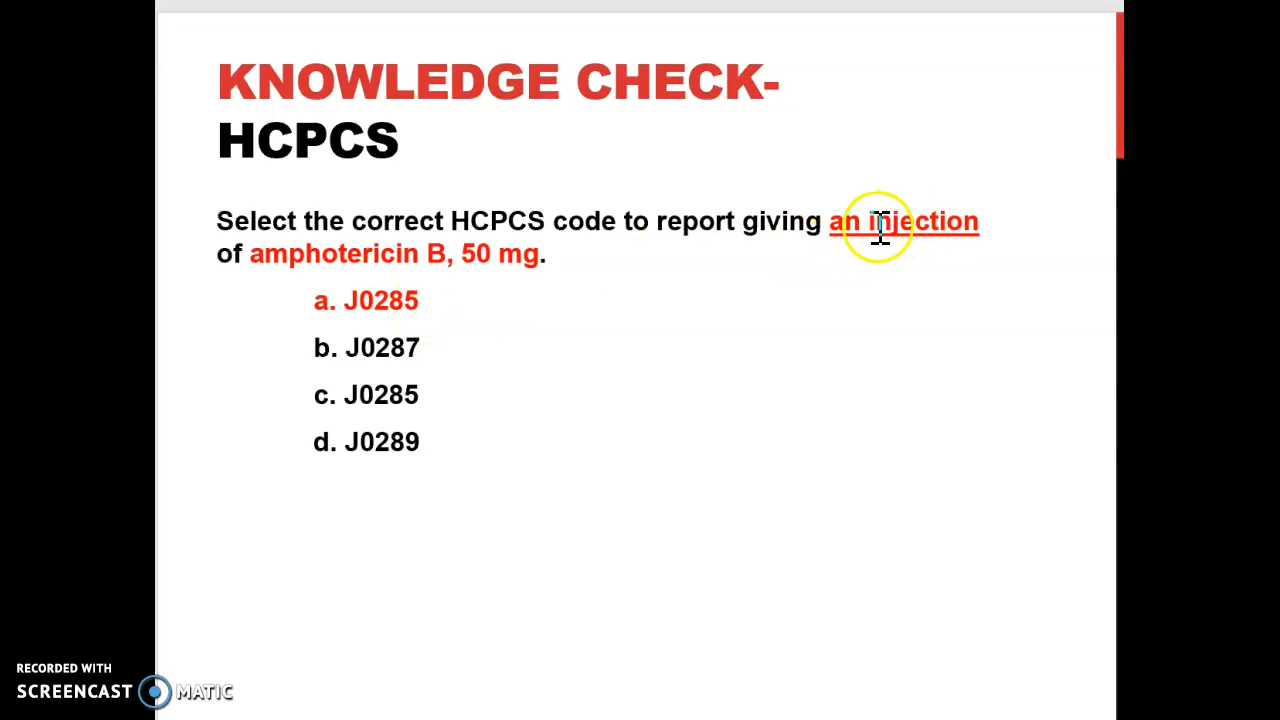 KNOWLEDGE CHECK-
HCPCS
Select the correct HCPCS code to report giving an injection
of amphotericin B, 50 mg.
a. J0285
b. J0287
c. J0285
d. J0289
RECORDED WITH
SCREENCAST MATIC